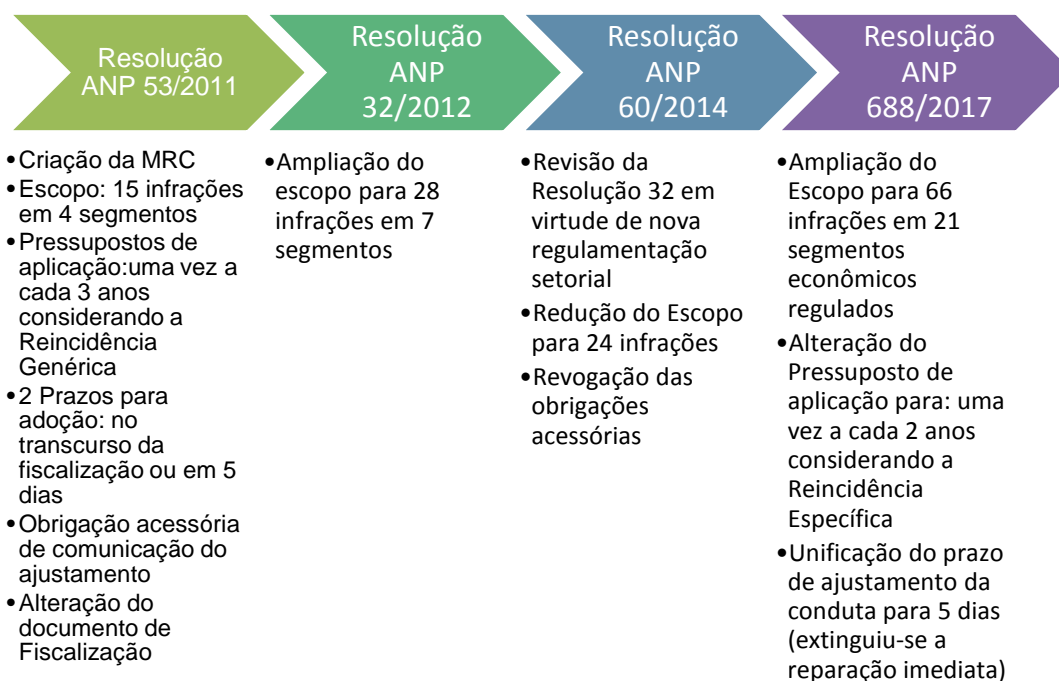 Resolução
ANP 53/2011
•Criação da MRC
•Escopo: 15 infrações
em 4 segmentos
•Pressupostos de
aplicação:uma vez a
cada 3 anos
considerando a
Reincidência
Genérica
•2 Prazos para
adoção: no
transcurso da
fiscalização ou em 5
dias
•Obrigação acessória
de comunicação do
ajustamento
•Alteração do
documento de
Fiscalização
Resolução
ANP
32/2012
•Ampliação do
escopo para 28
infrações em 7
segmentos
Resolução
ANP
60/2014
•Revisão da
Resolução 32 em
virtude de nova
regulamentação
setorial
•Redução do Escopo
para 24 infrações
•Revogação das
obrigações
acessórias
Resolução
ANP
688/2017
•Ampliação do
Escopo para 66
infrações em 21
segmentos
econômicos
regulados
•Alteração do
Pressuposto de
aplicação para: uma
vez a cada 2 anos
considerando a
Reincidência
Específica
•Unificação do prazo
de ajustamento da
conduta para 5 dias
(extinguiu-se a
reparação imediata)